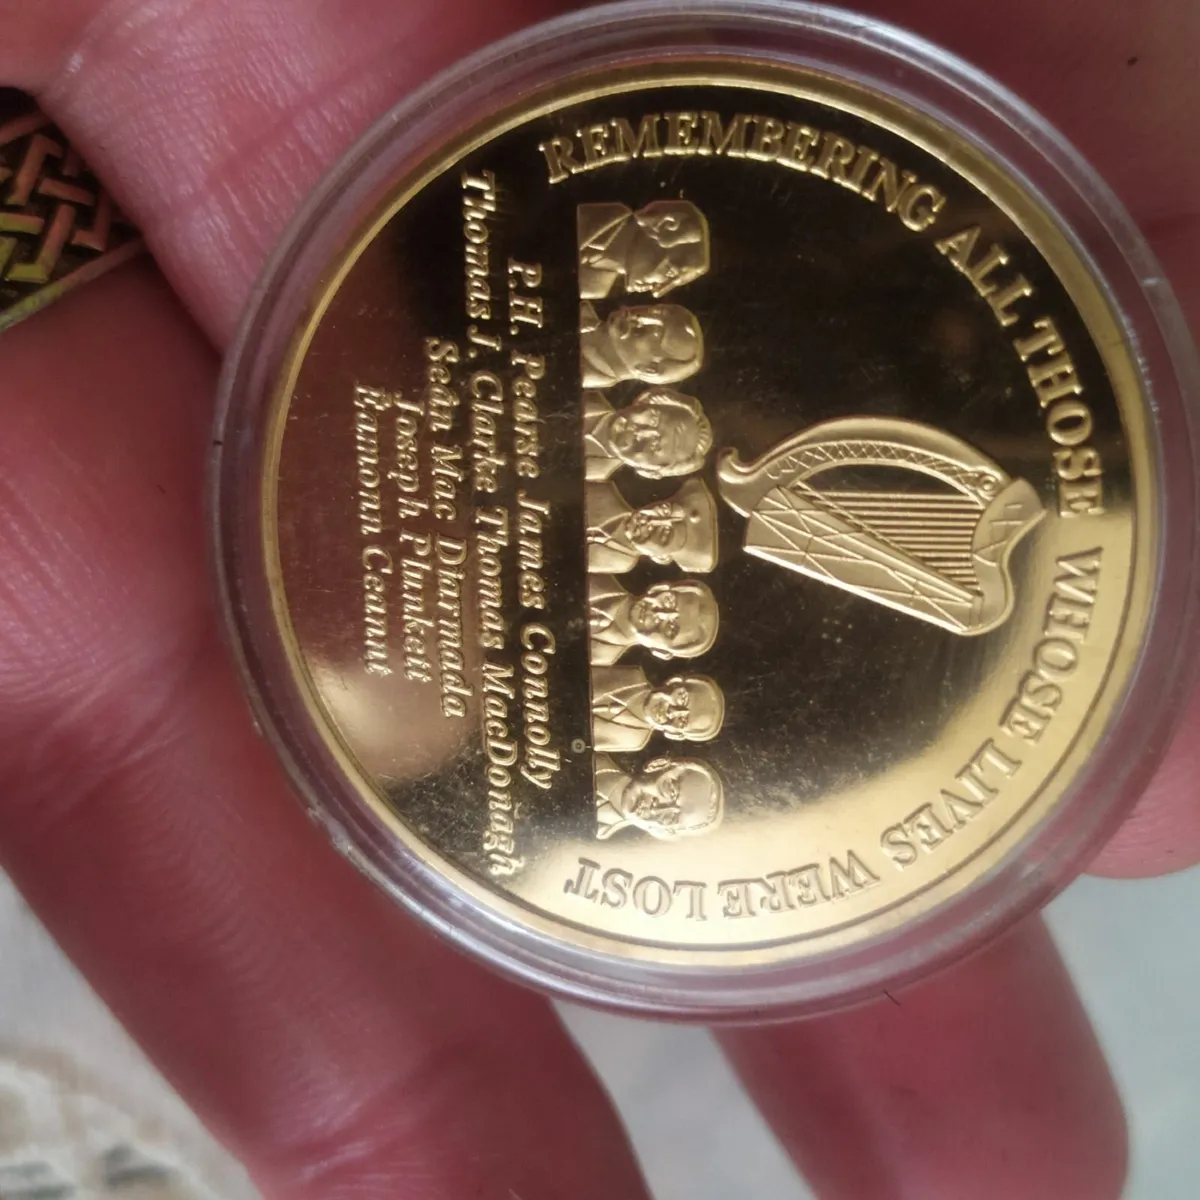 REMEMBERING ALL THOSE WHOSE LIVES WERE LOST
P.H. Pearse James Connolly
Thomas J. Clarke Thomas MacDonagh
Seán Mac Diarmada
Joseph Plunkett
Éamonn Ceannt